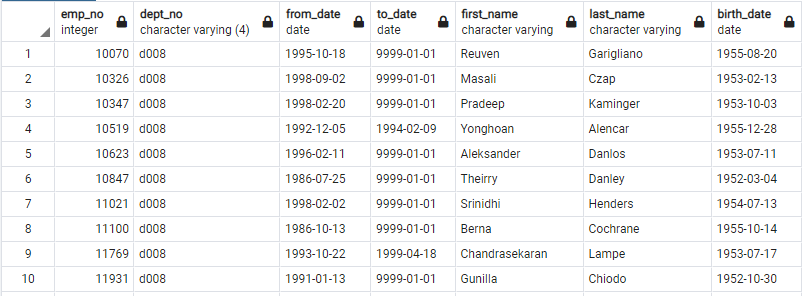 emp_no dept_no from_date to_date first_name last_name birth_date
integer character varying (4) date date character varying character varying date
1 10070 d008 1995-10-18 9999-01-01 Reuven Garigliano 1955-08-20
2 10326 d008 1998-09-02 9999-01-01 Masali Czap 1953-02-13
3 10347 d008 1998-02-20 9999-01-01 Pradeep Kaminger 1953-10-03
4 10519 d008 1992-12-05 1994-02-09 Yonghoan Alencar 1955-12-28
5 10623 d008 1996-02-11 9999-01-01 Aleksander Danlos 1953-07-11
6 10847 d008 1986-07-25 9999-01-01 Theirry Danley 1952-03-04
7 11021 d008 1998-02-02 9999-01-01 Srinidhi Henders 1954-07-13
8 11100 d008 1986-10-13 9999-01-01 Berna Cochrane 1955-10-14
9 11769 d008 1993-10-22 1999-04-18 Chandrasekaran Lampe 1953-07-17
10 11931 d008 1991-01-13 9999-01-01 Gunilla Chiodo 1952-10-30